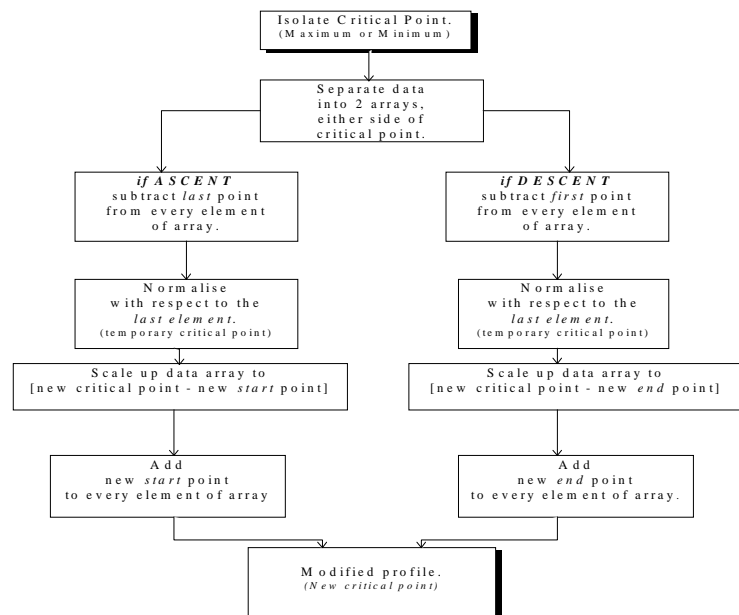 Isolate Critical Point.
(Maximum or Minimum)
Separate data
into 2 arrays,
either side of
critical point.
if ASCENT
subtract last point
from every element
of array.
if DESCENT
subtract first point
from every element
of array.
Normalise
with respect to the
last element.
(temporary critical point)
Normalise
with respect to the
last element.
(temporary critical point)
Scale up data array to
[new critical point - new start point]
Scale up data array to
[new critical point - new end point]
Add
new start point
to every element of array
Add
new end point
to every element of array.
Modified profile.
(New critical point)